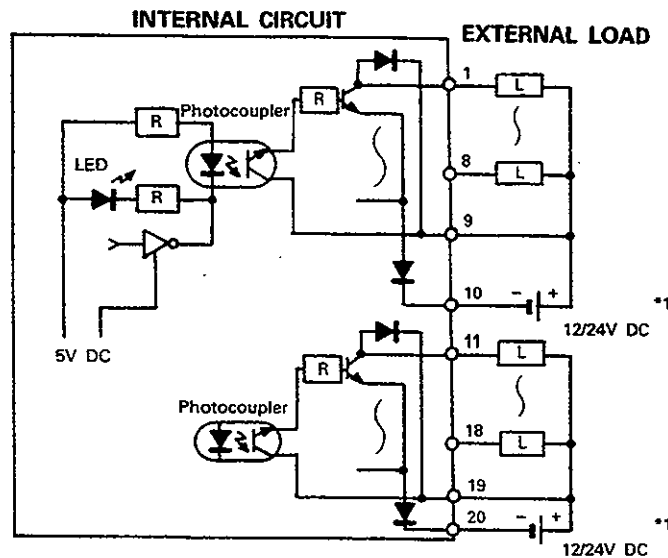 INTERNAL CIRCUIT
EXTERNAL LOAD
1
L
R
Photocoupler
R
LED
R
8
L
9
10
- +
*1
12/24V DC
5V DC
11
L
R
Photocoupler
18
L
19
20
- +
*1
12/24V DC